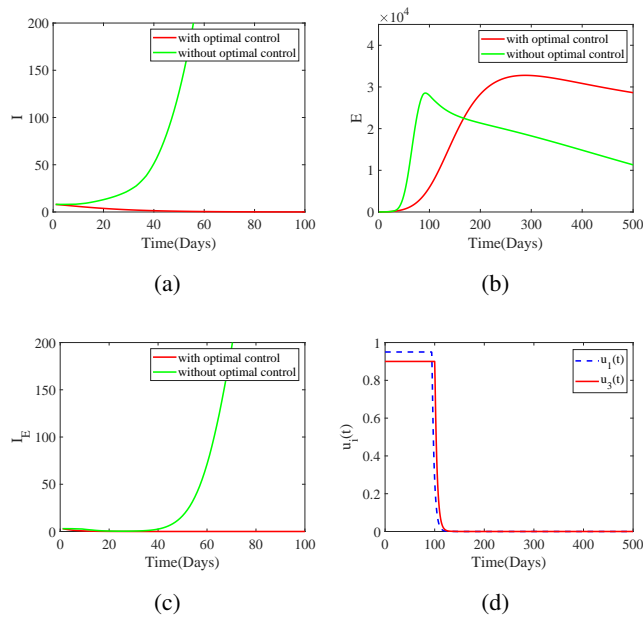 200
150
100
50
0
I
0 20 40 60 80 100
Time(Days)
with optimal control
without optimal control
(a)
×10⁴
4
3
2
1
0
E
0 100 200 300 400 500
Time(Days)
with optimal control
without optimal control
(b)
200
150
100
50
0
I_E
0 20 40 60 80 100
Time(Days)
with optimal control
without optimal control
(c)
1
0.8
0.6
0.4
0.2
0
u_i(t)
0 100 200 300 400 500
Time(Days)
u_1(t)
u_3(t)
(d)